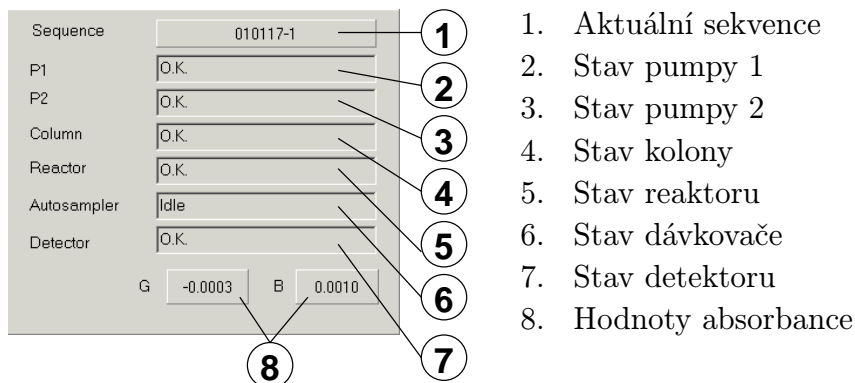 Sequence 010117-1 1
P1 O.K. 2
P2 O.K. 3
Column O.K. 4
Reactor O.K. 5
Autosampler Idle 6
Detector O.K. 7
G -0.0003 B 0.0010
8
1. Aktuální sekvence
2. Stav pumpy 1
3. Stav pumpy 2
4. Stav kolony
5. Stav reaktoru
6. Stav dávkovače
7. Stav detektoru
8. Hodnoty absorbance